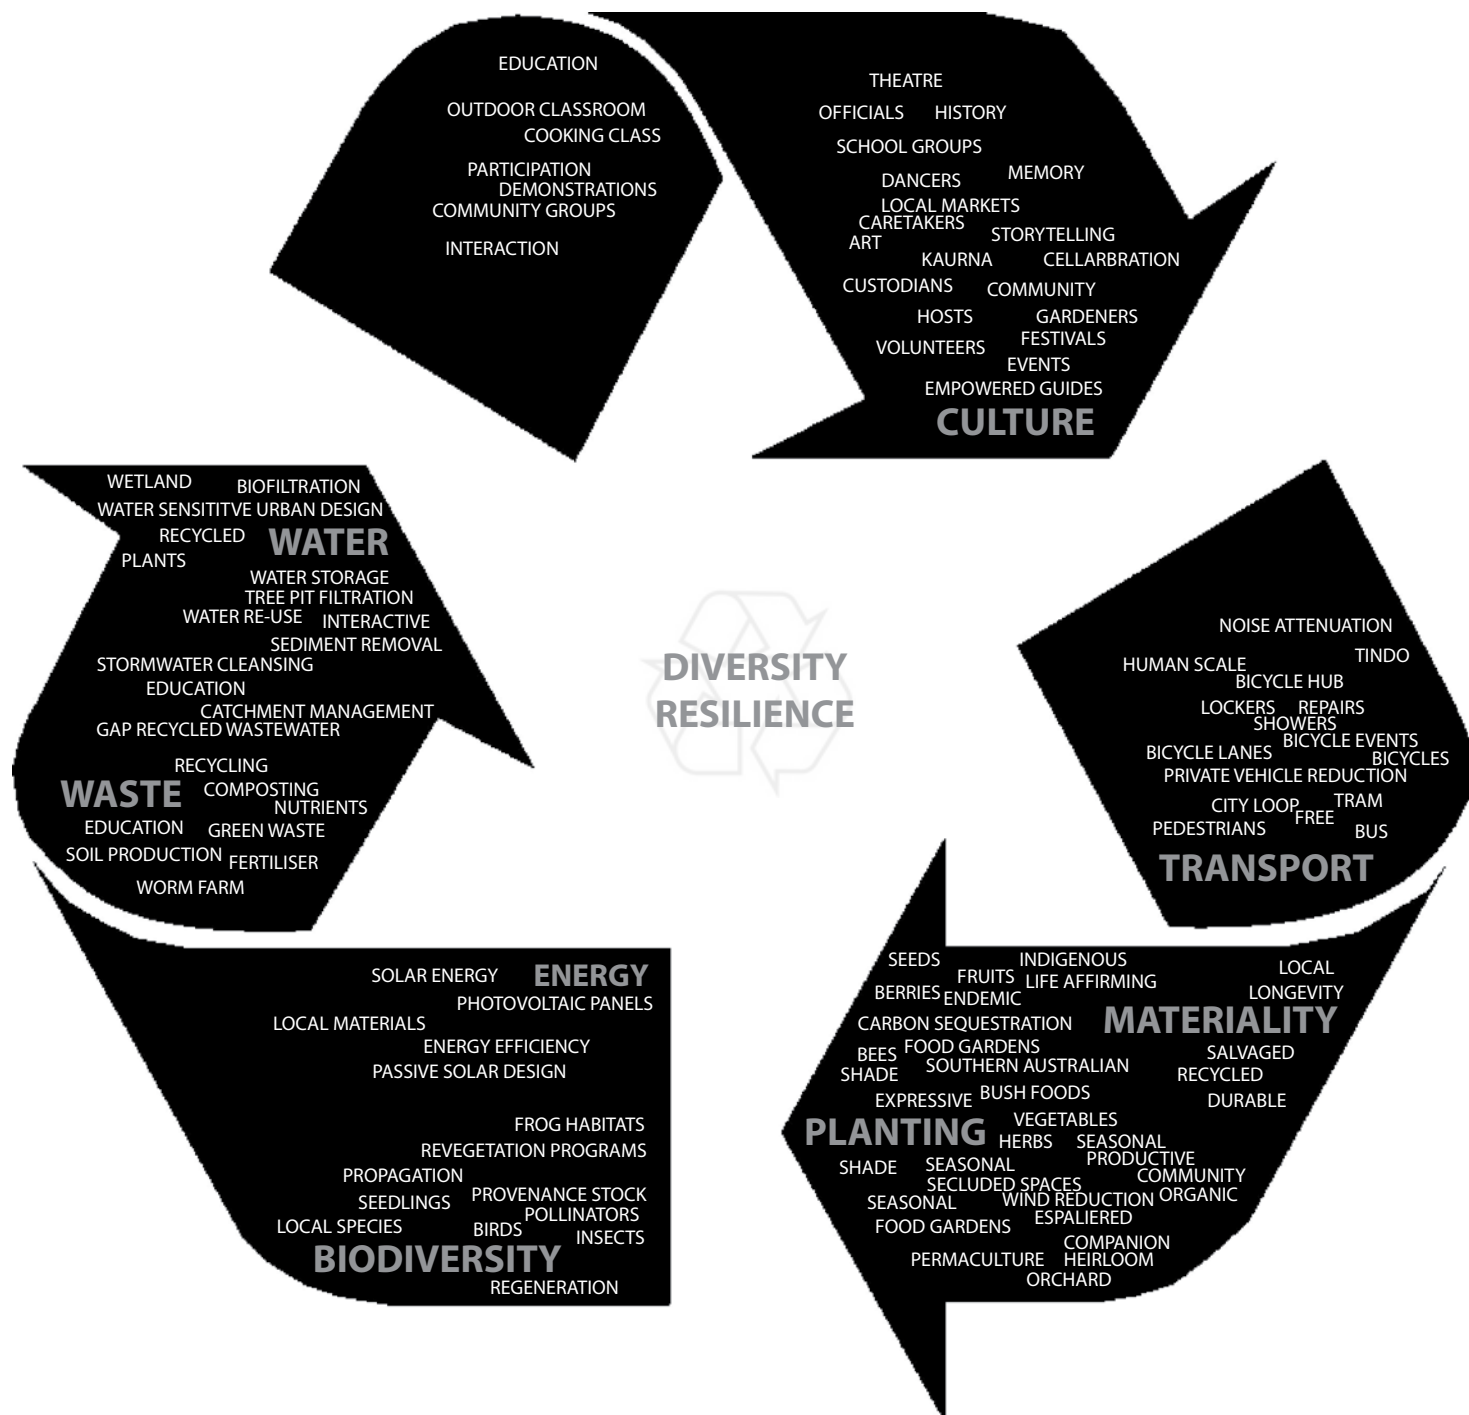 EDUCATION
OUTDOOR CLASSROOM
COOKING CLASS
PARTICIPATION
DEMONSTRATIONS
COMMUNITY GROUPS
INTERACTION
THEATRE
OFFICIALS HISTORY
SCHOOL GROUPS
MEMORY
DANCERS
LOCAL MARKETS
CARETAKERS
STORYTELLING
ART
KAURNA CELLARBRATION
CUSTODIANS COMMUNITY
HOSTS GARDENERS
FESTIVALS
VOLUNTEERS
EVENTS
EMPOWERED GUIDES
CULTURE
WETLAND BIOFILTRATION
WATER SENSITITVE URBAN DESIGN
RECYCLED WATER
PLANTS
WATER STORAGE
TREE PIT FILTRATION
WATER RE-USE INTERACTIVE
SEDIMENT REMOVAL
STORMWATER CLEANSING
EDUCATION
CATCHMENT MANAGEMENT
GAP RECYCLED WASTEWATER
RECYCLING
WASTE COMPOSTING
NUTRIENTS
EDUCATION GREEN WASTE
SOIL PRODUCTION FERTILISER
WORM FARM
DIVERSITY
RESILIENCE
NOISE ATTENUATION
TINDO
HUMAN SCALE
BICYCLE HUB
LOCKERS REPAIRS
SHOWERS
BICYCLE EVENTS
BICYCLE LANES BICYCLES
PRIVATE VEHICLE REDUCTION
CITY LOOP TRAM
FREE
PEDESTRIANS BUS
TRANSPORT
SOLAR ENERGY ENERGY
PHOTOVOLTAIC PANELS
LOCAL MATERIALS
ENERGY EFFICIENCY
PASSIVE SOLAR DESIGN
FROG HABITATS
REVEGETATION PROGRAMS
PROPAGATION
SEEDLINGS PROVENANCE STOCK
POLLINATORS
LOCAL SPECIES BIRDS INSECTS
BIODIVERSITY
REGENERATION
SEEDS INDIGENOUS LOCAL
FRUITS LIFE AFFIRMING
BERRIES ENDEMIC LONGEVITY
CARBON SEQUESTRATION MATERIALITY
BEES FOOD GARDENS SALVAGED
SHADE SOUTHERN AUSTRALIAN RECYCLED
EXPRESSIVE BUSH FOODS DURABLE
VEGETABLES
PLANTING HERBS SEASONAL
SHADE SEASONAL PRODUCTIVE
SECLUDED SPACES COMMUNITY
SEASONAL WIND REDUCTION ORGANIC
FOOD GARDENS ESPALIERED
COMPANION
PERMACULTURE HEIRLOOM
ORCHARD